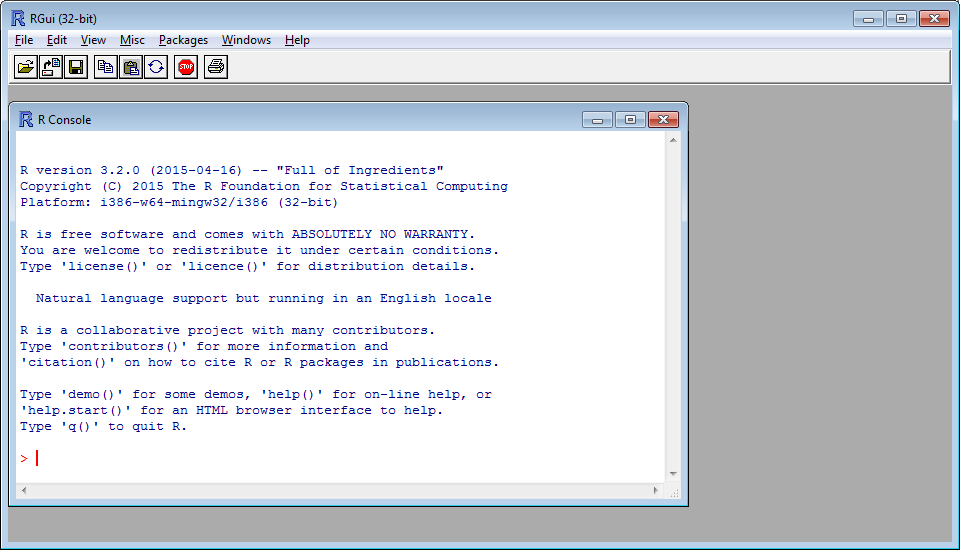 RGui (32-bit)
File Edit View Misc Packages Windows Help
STOP
R Console
R version 3.2.0 (2015-04-16) -- "Full of Ingredients"
Copyright (C) 2015 The R Foundation for Statistical Computing
Platform: i386-w64-mingw32/i386 (32-bit)
R is free software and comes with ABSOLUTELY NO WARRANTY.
You are welcome to redistribute it under certain conditions.
Type 'license()' or 'licence()' for distribution details.
Natural language support but running in an English locale
R is a collaborative project with many contributors.
Type 'contributors()' for more information and
'citation()' on how to cite R or R packages in publications.
Type 'demo()' for some demos, 'help()' for on-line help, or
'help.start()' for an HTML browser interface to help.
Type 'q()' to quit R.
>